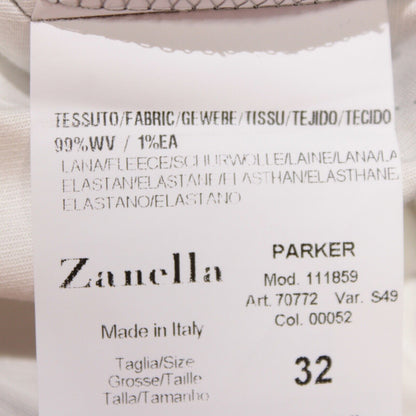 TESSUTO/FABRIC/GEWEBE/TISSU/TEJIDO/TECIDO
99%WV / 1%EA
LANA/FLEECE/SCHURWOLLE/LAINE/LANA/LA
ELASTAN/ELASTANE/ELASTHAN/ELASTHANE/
ELASTANO/ELASTANO
Zanella
PARKER
Mod. 111859
Art. 70772 Var. S49
Col. 00052
Made in Italy
Taglia/Size
Grosse/Taille
Talla/Tamanho
32